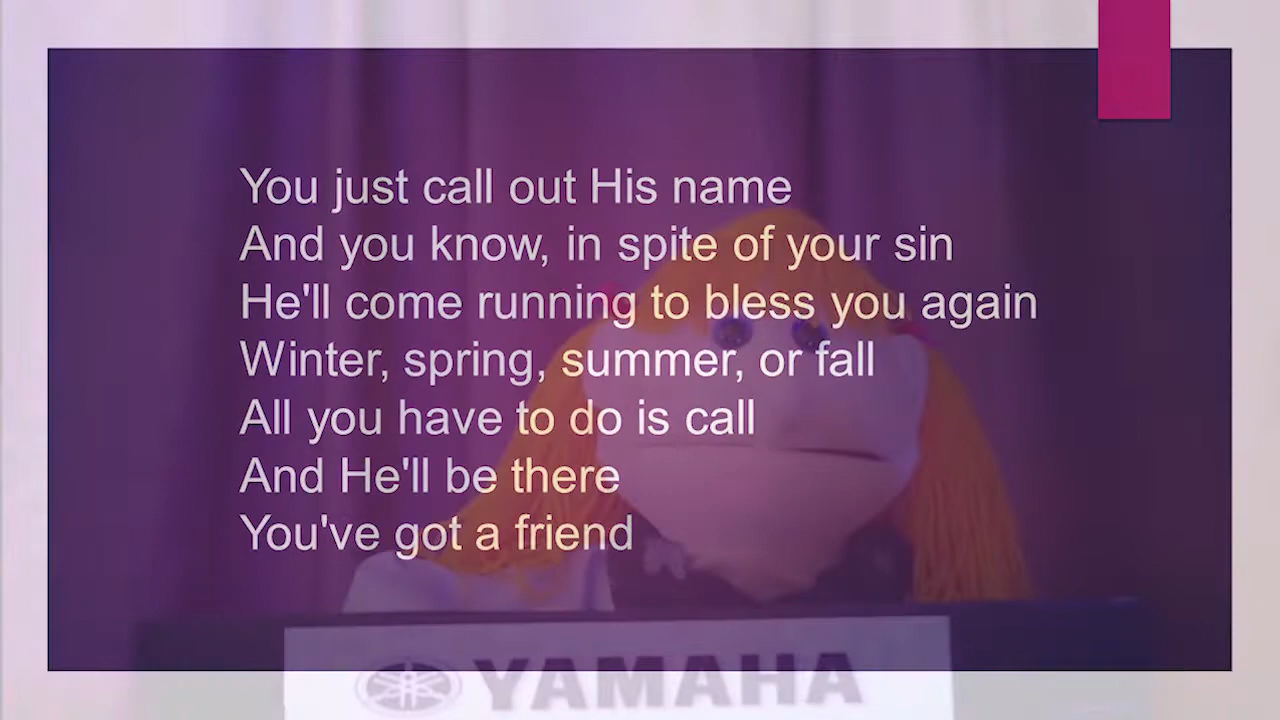 You just call out His name
And you know, in spite of your sin
He'll come running to bless you again
Winter, spring, summer, or fall
All you have to do is call
And He'll be there
You've got a friend
YAMAHA